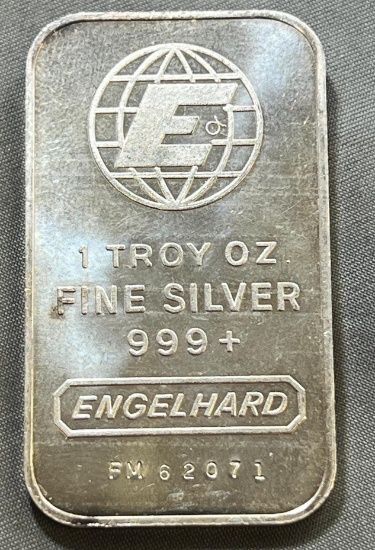 E
1 TROY OZ
FINE SILVER
999+
ENGELHARD
FM 62071